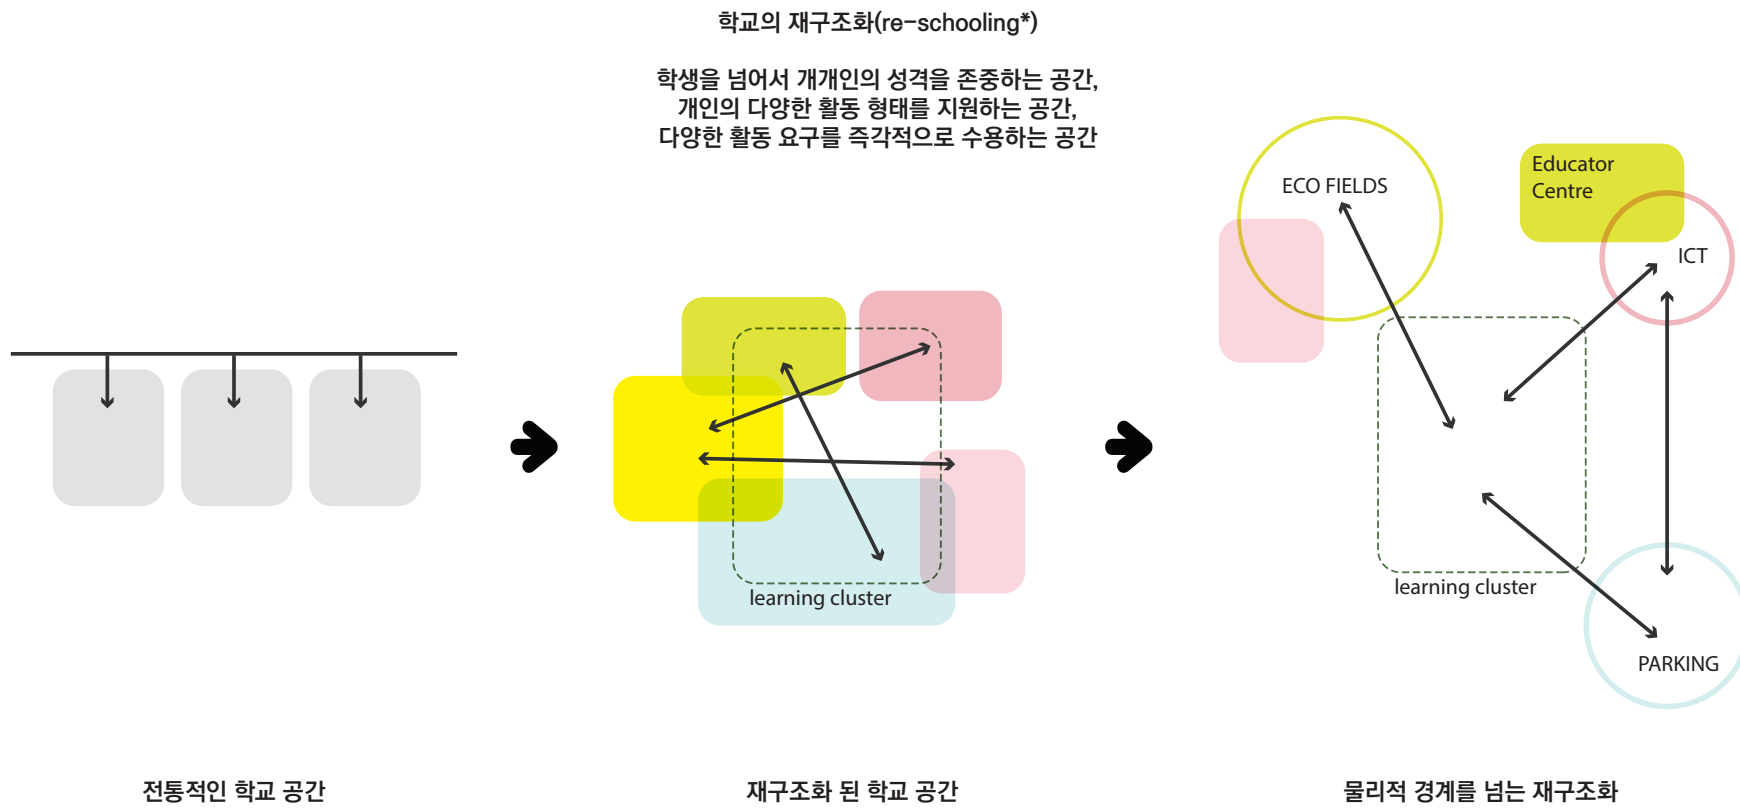 학교의 재구조화(re-schooling*)
학생을 넘어서 개개인의 성격을 존중하는 공간,
개인의 다양한 활동 형태를 지원하는 공간,
다양한 활동 요구를 즉각적으로 수용하는 공간
ECO FIELDS
Educator
Centre
ICT
learning cluster
learning cluster
PARKING
전통적인 학교 공간
재구조화 된 학교 공간
물리적 경계를 넘는 재구조화